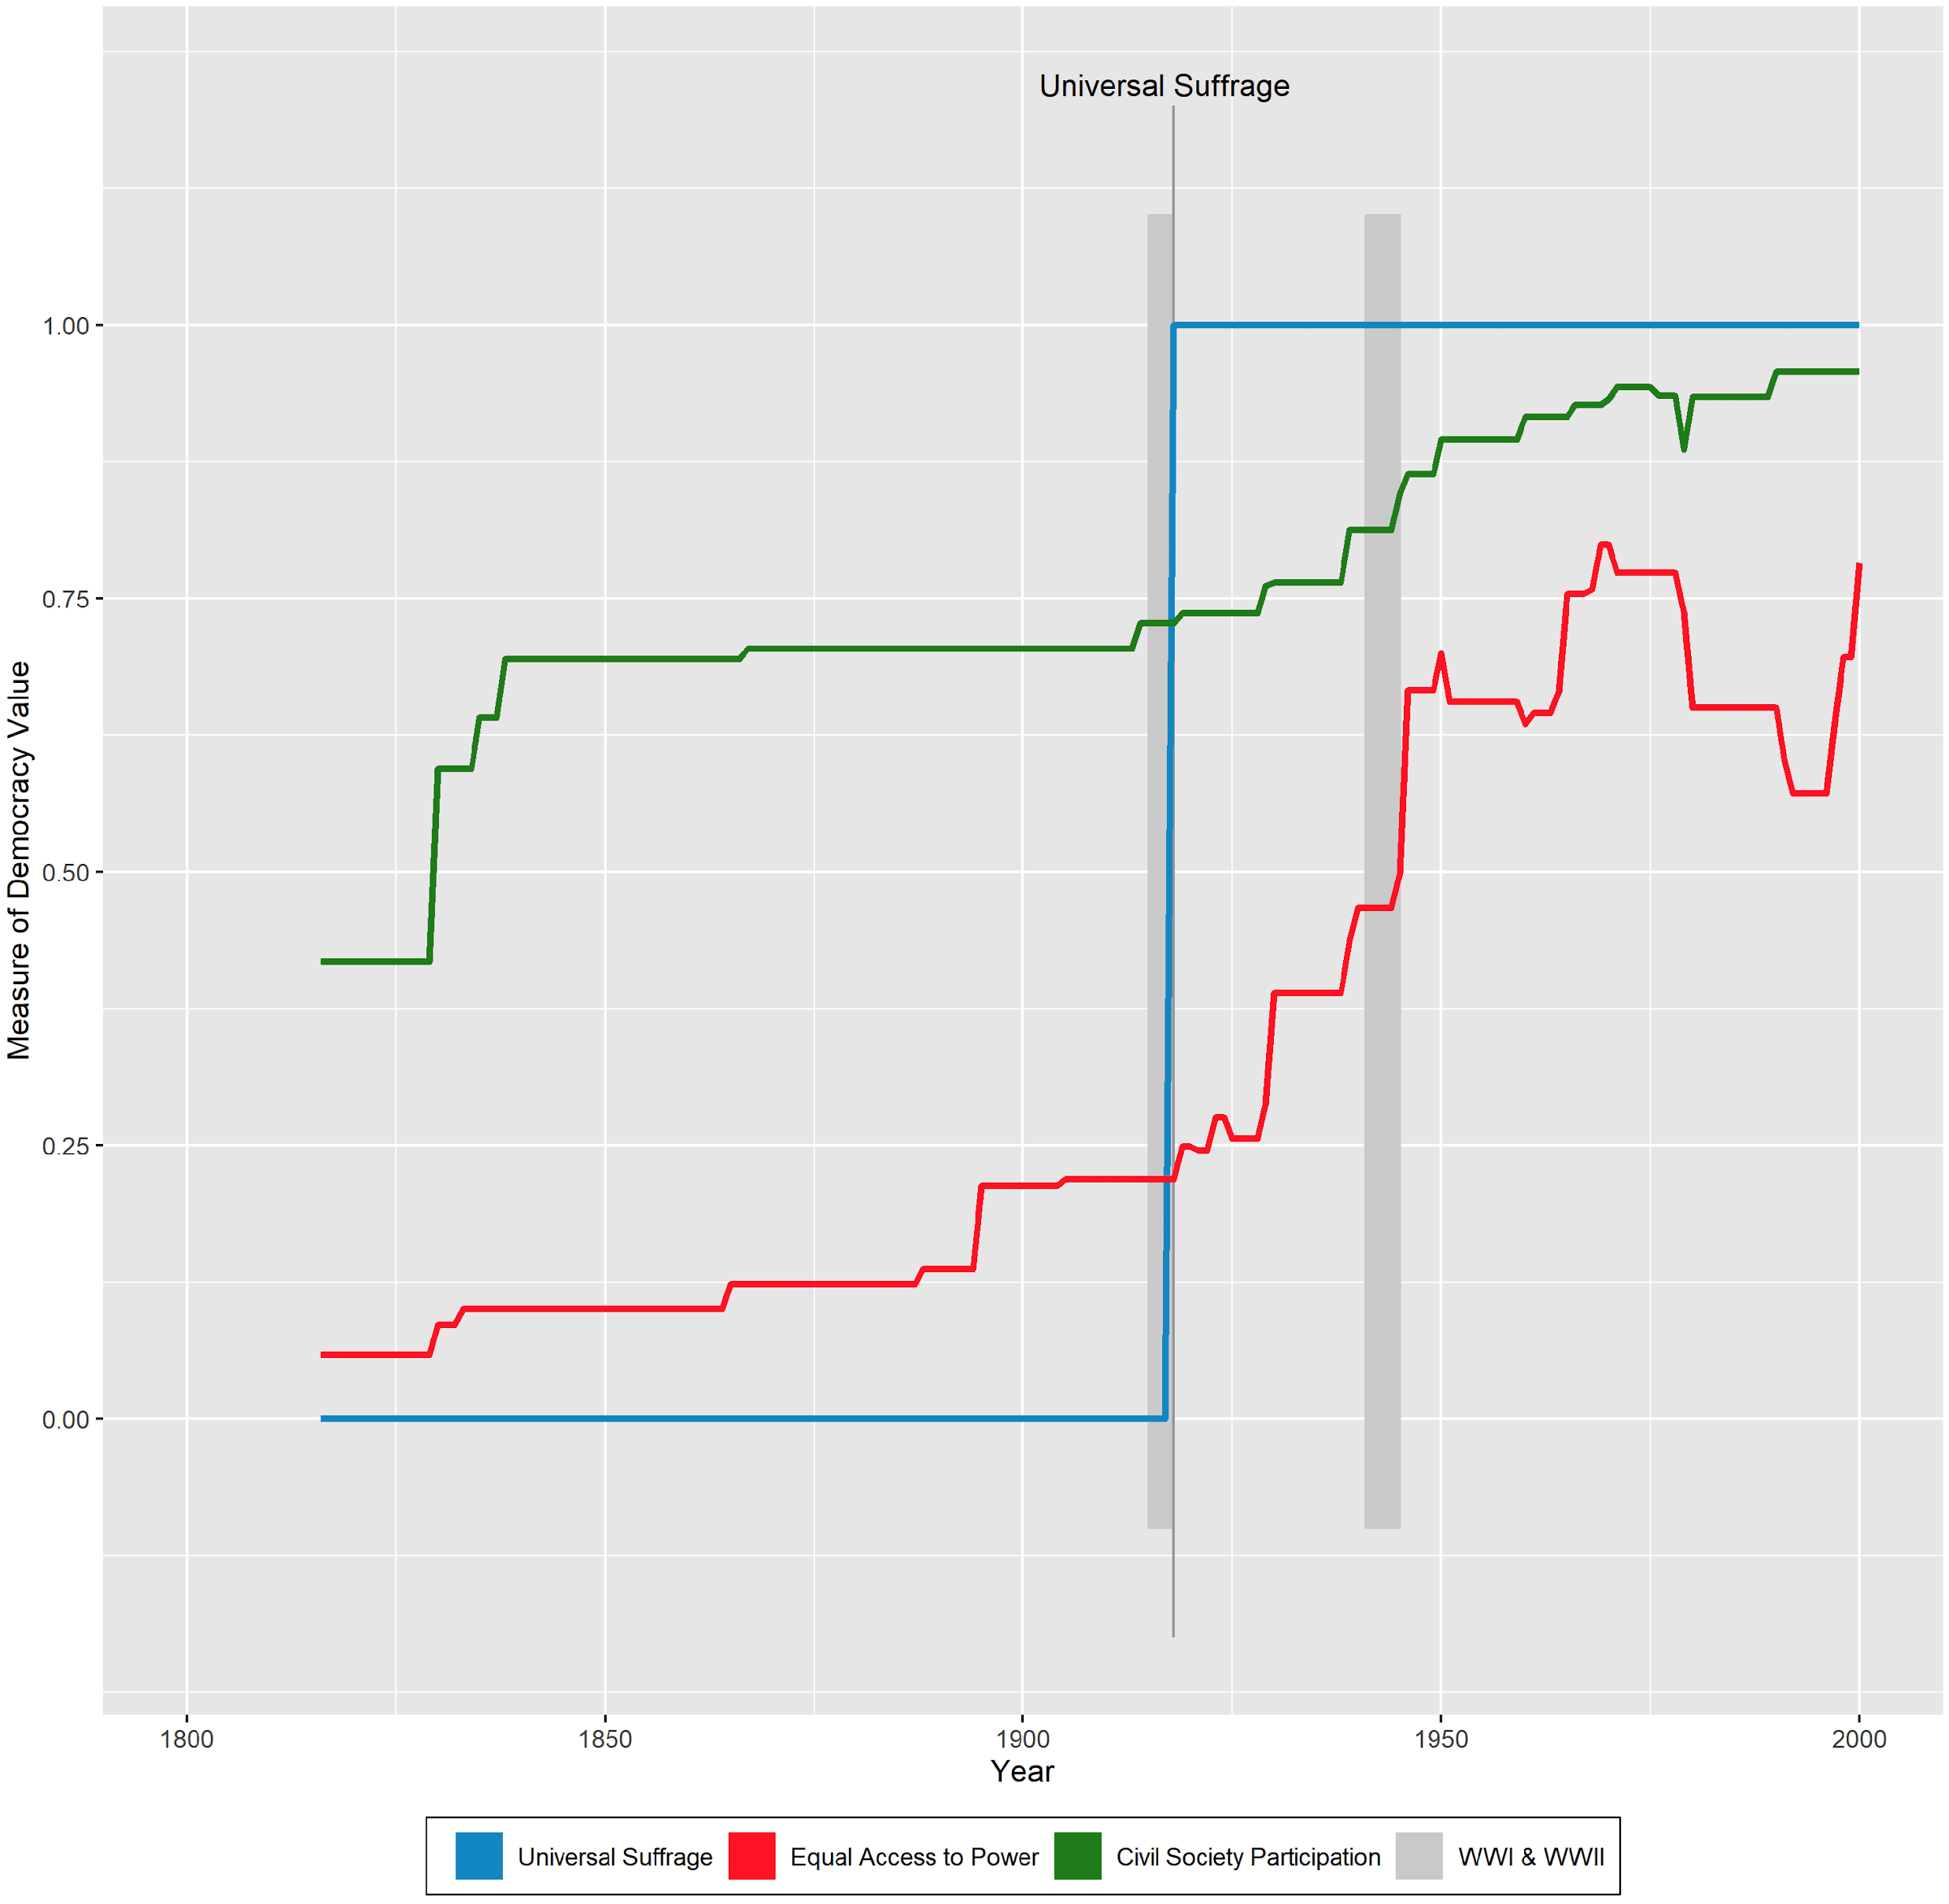 Universal Suffrage
1.00
0.75
0.50
0.25
0.00
Measure of Democracy Value
1800 1850 1900 1950 2000
Year
Universal Suffrage Equal Access to Power Civil Society Participation WWI & WWII